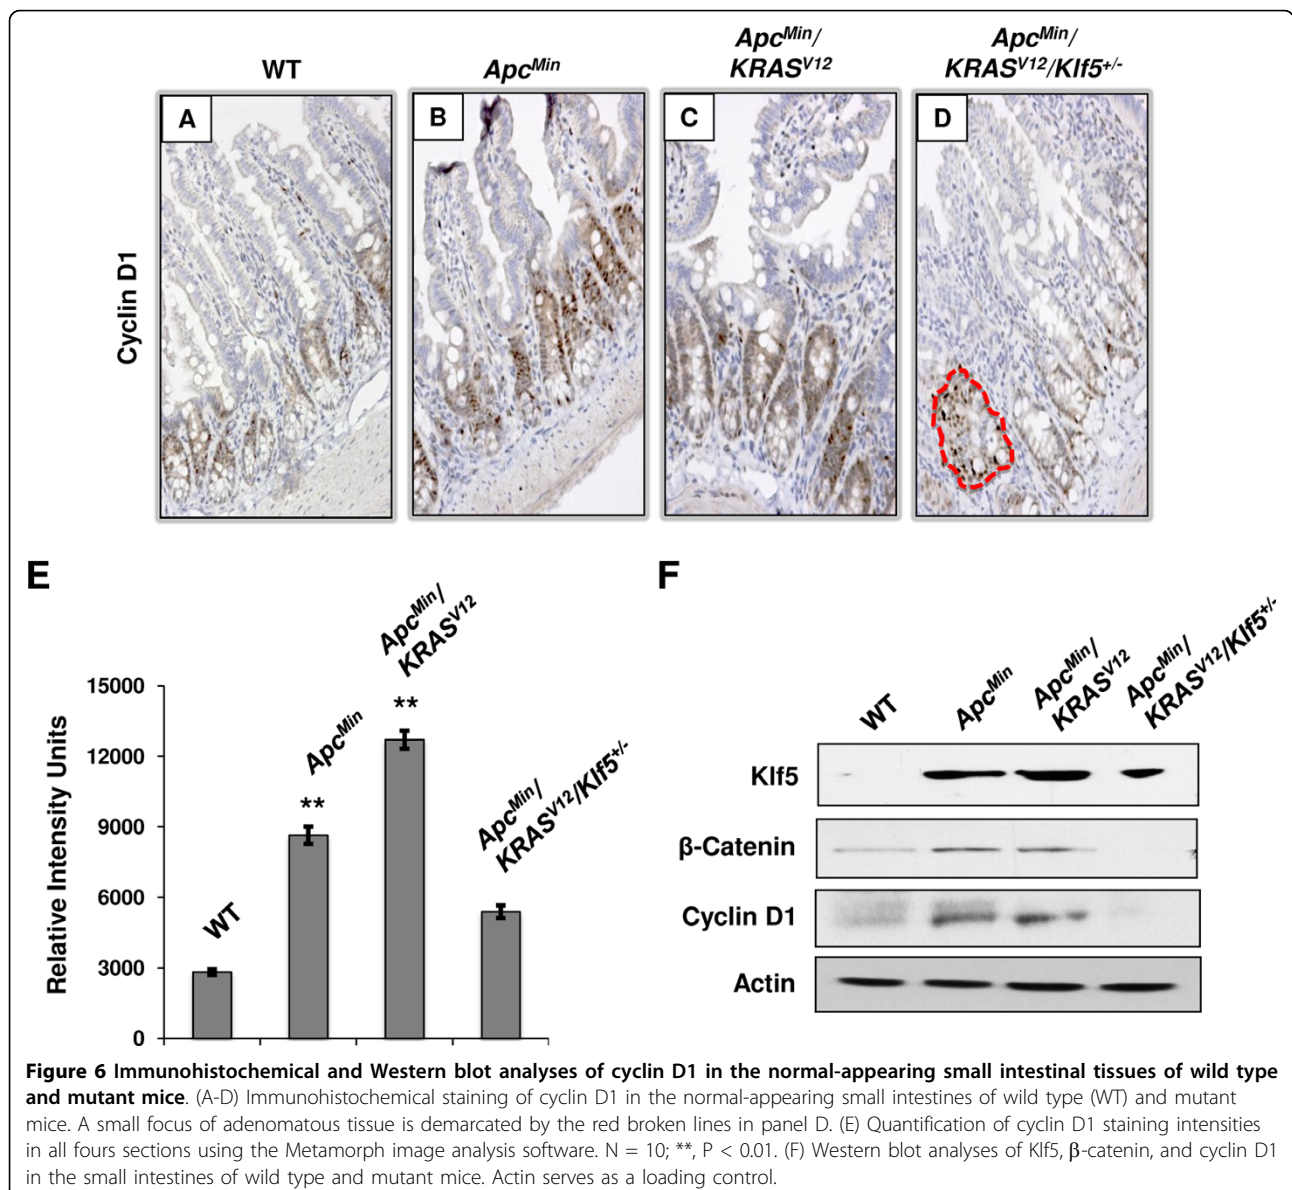 WT
Apc^Min
Apc^Min/
KRAS^V12
Apc^Min/
KRAS^V12/Klf5^+/-
Cyclin D1
A
B
C
D
E
Relative Intensity Units
15000
12000
9000
6000
3000
0
WT
**
Apc^Min
**
Apc^Min/
KRAS^V12
Apc^Min/
KRAS^V12/Klf5^+/-
F
WT
Apc^Min
Apc^Min/
KRAS^V12
Apc^Min/
KRAS^V12/Klf5^+/-
Klf5
β-Catenin
Cyclin D1
Actin
Figure 6 Immunohistochemical and Western blot analyses of cyclin D1 in the normal-appearing small intestinal tissues of wild type
and mutant mice. (A-D) Immunohistochemical staining of cyclin D1 in the normal-appearing small intestines of wild type (WT) and mutant
mice. A small focus of adenomatous tissue is demarcated by the red broken lines in panel D. (E) Quantification of cyclin D1 staining intensities
in all fours sections using the Metamorph image analysis software. N = 10; **, P < 0.01. (F) Western blot analyses of Klf5, β-catenin, and cyclin D1
in the small intestines of wild type and mutant mice. Actin serves as a loading control.